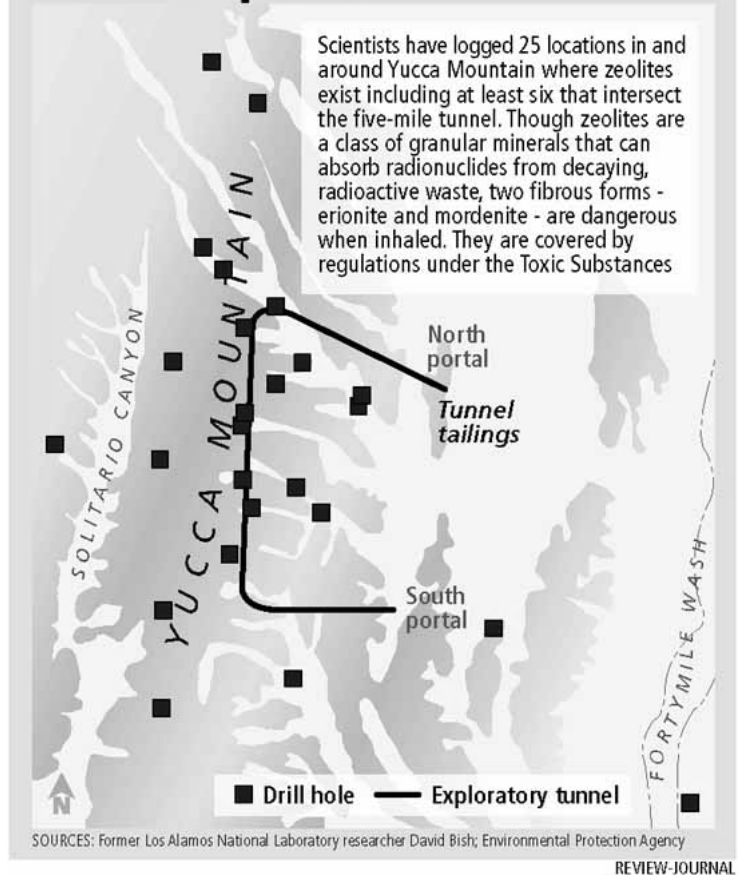 Scientists have logged 25 locations in and
around Yucca Mountain where zeolites
exist including at least six that intersect
the five-mile tunnel. Though zeolites are
a class of granular minerals that can
absorb radionuclides from decaying,
radioactive waste, two fibrous forms -
erionite and mordenite - are dangerous
when inhaled. They are covered by
regulations under the Toxic Substances
YUCCA MOUNTAIN
SOLITARIO CANYON
North
portal
Tunnel
tailings
South
portal
FORTYMILE WASH
N
Drill hole
Exploratory tunnel
SOURCES: Former Los Alamos National Laboratory researcher David Bish; Environmental Protection Agency
REVIEW-JOURNAL